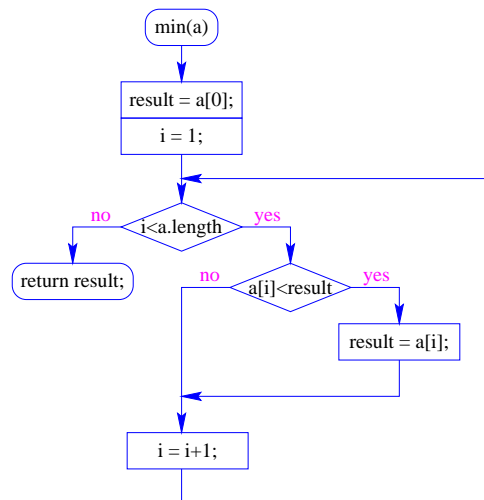 min(a)
result = a[0];
i = 1;
no
i<a.length
yes
return result;
no
a[i]<result
yes
result = a[i];
i = i+1;